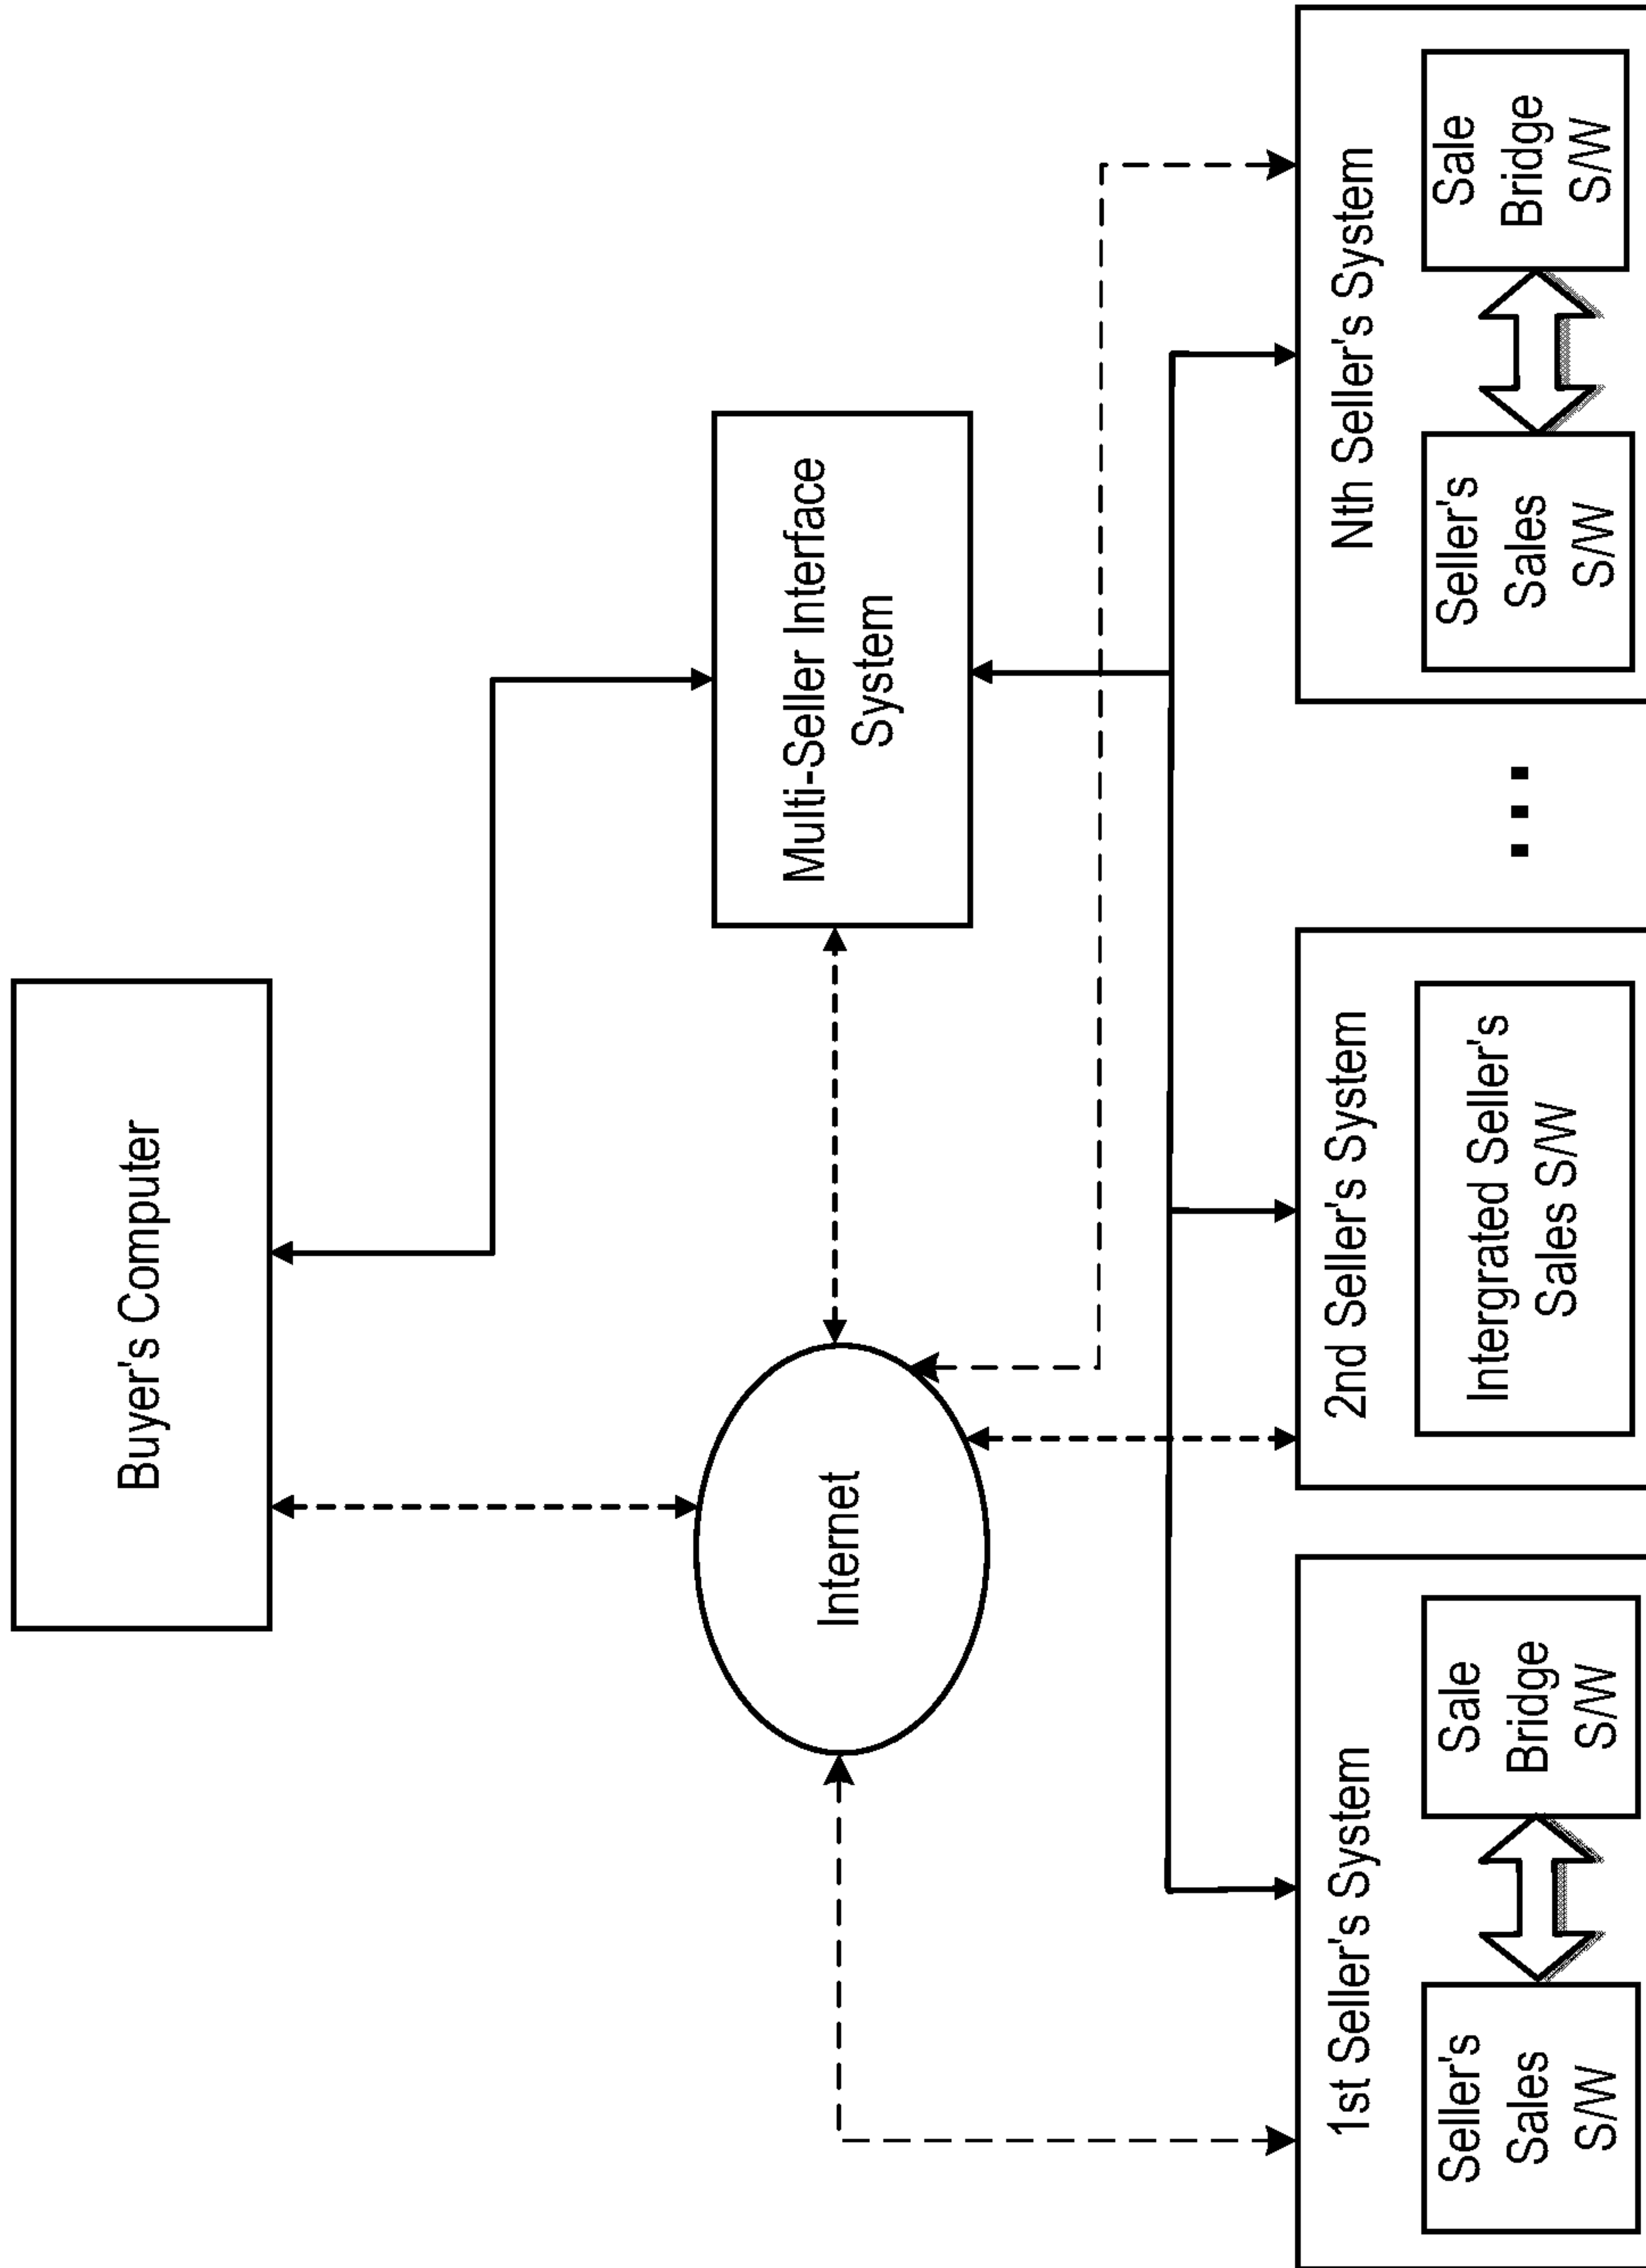 Buyer's Computer
Internet
Multi-Seller Interface
System
1st Seller's System
Seller's
Sales
S/W
Sale
Bridge
S/W
2nd Seller's System
Intergrated Seller's
Sales S/W
Nth Seller's System
Seller's
Sales
S/W
Sale
Bridge
S/W